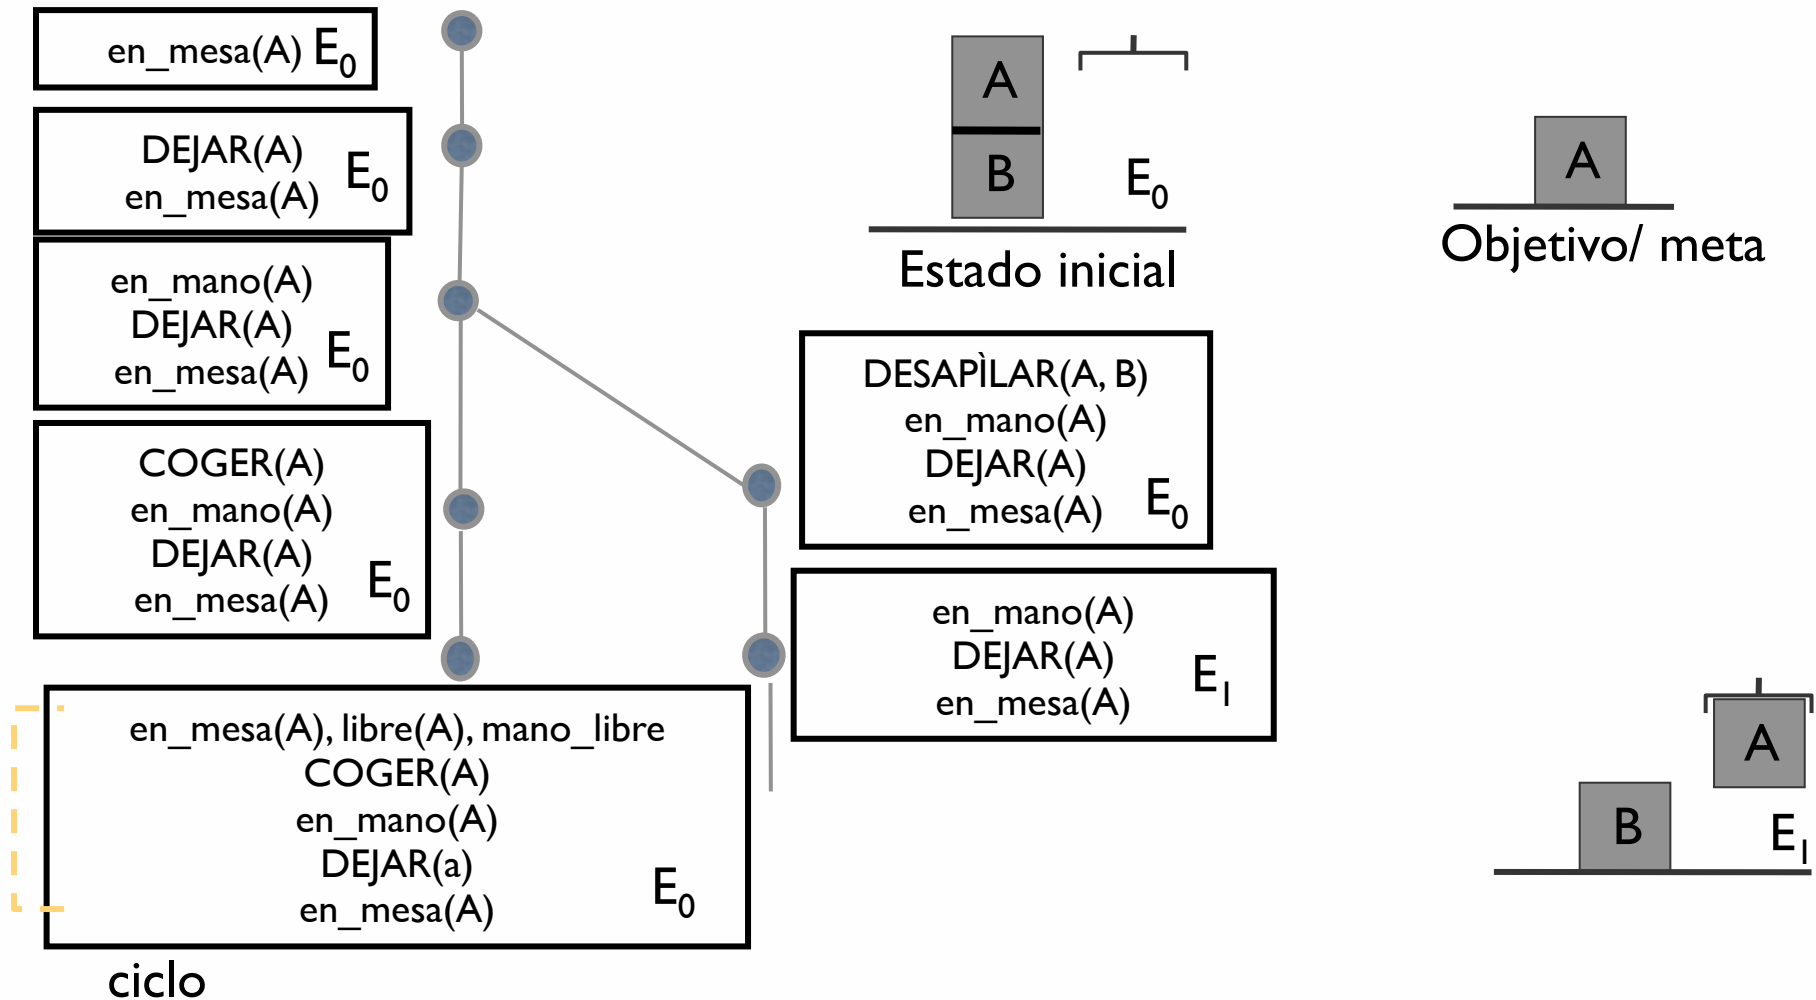 en_mesa(A) E0
DEJAR(A)
en_mesa(A)
E0
en_mano(A)
DEJAR(A)
en_mesa(A)
E0
COGER(A)
en_mano(A)
DEJAR(A)
en_mesa(A)
E0
en_mesa(A), libre(A), mano_libre
COGER(A)
en_mano(A)
DEJAR(a)
en_mesa(A)
E0
ciclo
A
B
E0
Estado inicial
A
Objetivo/ meta
DESAPÌLAR(A, B)
en_mano(A)
DEJAR(A)
en_mesa(A)
E0
en_mano(A)
DEJAR(A)
en_mesa(A)
E1
A
B
E1